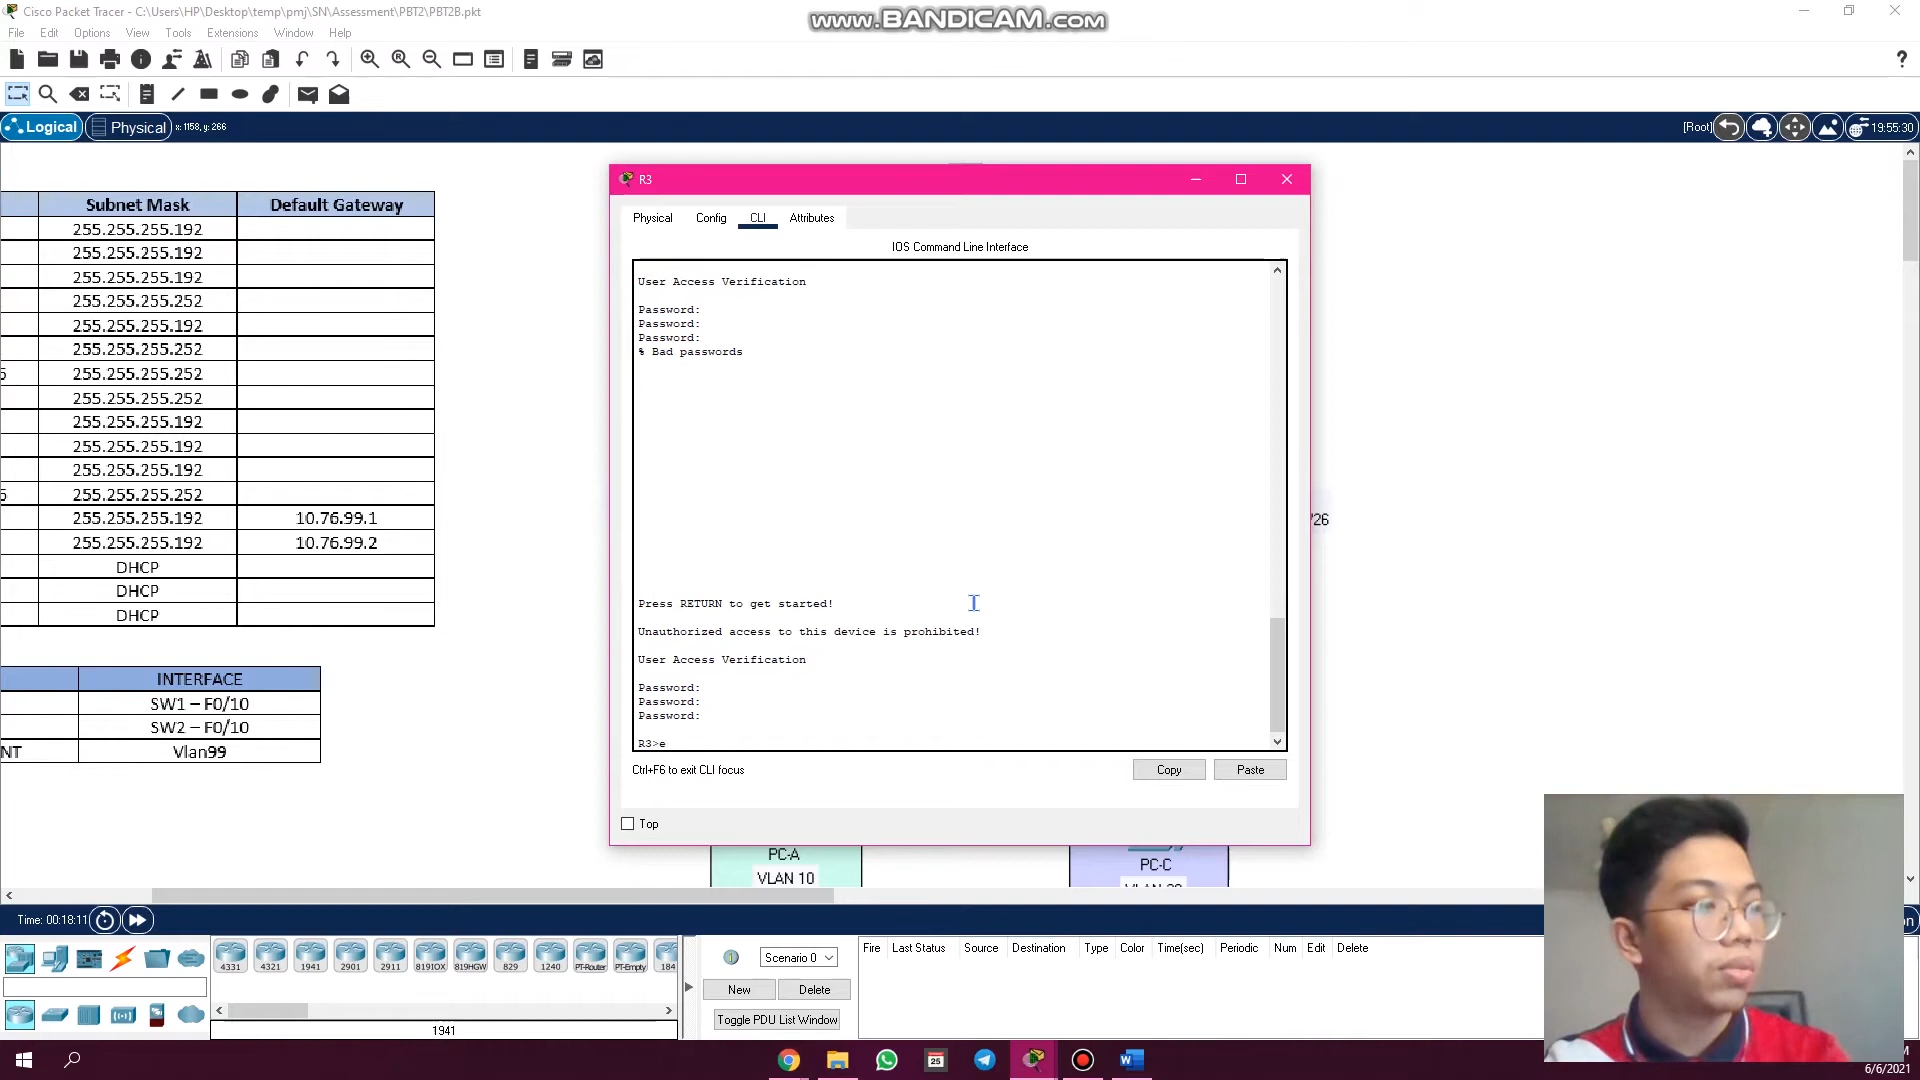 Cisco Packet Tracer - C:\Users\HP\Desktop\temp\prnj\SN\Assessment\PBT2\PBT2B.pkt
www.BANDICAM.com
File Edit Options View Tools Extensions Window Help
Logical Physical x: 1158, y: 266 [Root] 19:55:30
Subnet Mask Default Gateway
255.255.255.192
255.255.255.192
255.255.255.192
255.255.255.252
255.255.255.192
255.255.255.252
255.255.255.252
255.255.255.252
255.255.255.192
255.255.255.192
255.255.255.192
255.255.255.252
255.255.255.192 10.76.99.1
255.255.255.192 10.76.99.2
DHCP
DHCP
DHCP
INTERFACE
SW1 – F0/10
SW2 – F0/10
NT Vlan99
R3
Physical Config CLI Attributes
IOS Command Line Interface
User Access Verification
Password:
Password:
Password:
% Bad passwords
Press RETURN to get started!
Unauthorized access to this device is prohibited!
User Access Verification
Password:
Password:
Password:
R3>e
Ctrl+F6 to exit CLI focus
Copy Paste
Top
/26
PC-A
VLAN 10
PC-C
Time: 00:18:11
4331 4321 1941 2901 2911 819IOX 819HGW 829 1240 PT-Router PT-Empty 184
1941
Scenario 0
New Delete
Toggle PDU List Window
Fire Last Status Source Destination Type Color Time(sec) Periodic Num Edit Delete
25
6/6/2021